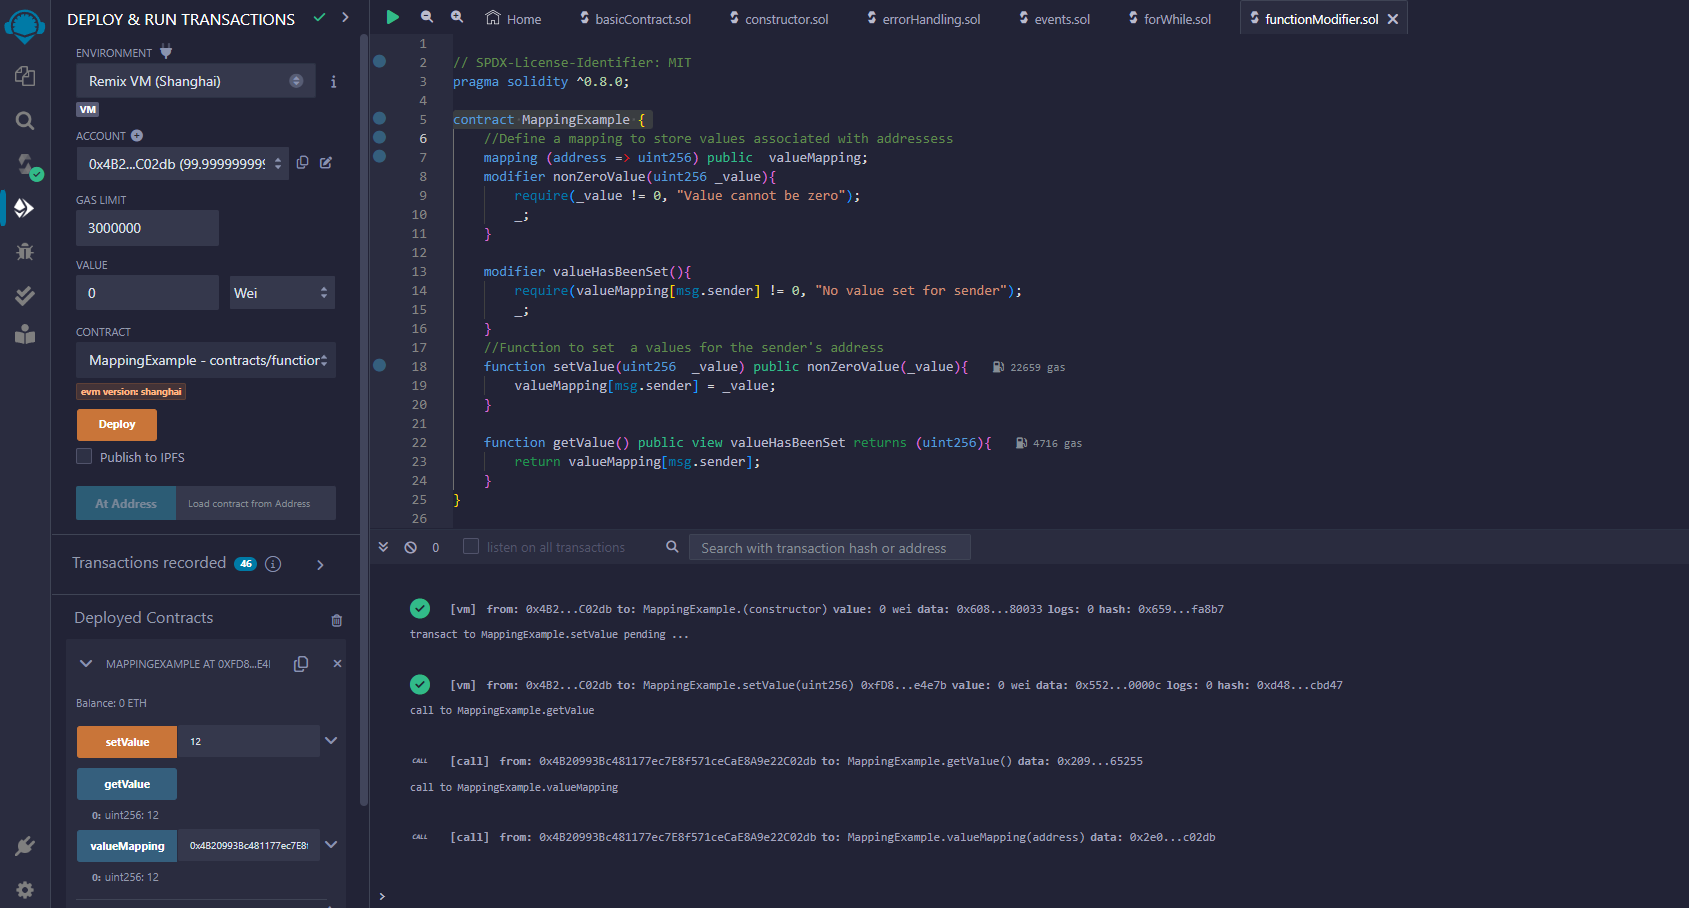 DEPLOY & RUN TRANSACTIONS
ENVIRONMENT
Remix VM (Shanghai)
VM
ACCOUNT
0x4B2...C02db (99.9999999999
GAS LIMIT
3000000
VALUE
0
Wei
CONTRACT
MappingExample - contracts/function
evm version: shanghai
Deploy
Publish to IPFS
At Address
Load contract from Address
Transactions recorded 46
Deployed Contracts
MAPPINGEXAMPLE AT 0XFD8...E4
Balance: 0 ETH
setValue 12
getValue
0: uint256: 12
valueMapping 0x4B20993Bc481177ec7E8
0: uint256: 12
Home
basicContract.sol
constructor.sol
errorHandling.sol
events.sol
forWhile.sol
functionModifier.sol
1
2 // SPDX-License-Identifier: MIT
3 pragma solidity ^0.8.0;
4
5 contract MappingExample {
6 //Define a mapping to store values associated with addressess
7 mapping (address => uint256) public  valueMapping;
8 modifier nonZeroValue(uint256 _value){
9 require(_value != 0, "Value cannot be zero");
10 _;
11 }
12
13 modifier valueHasBeenSet(){
14 require(valueMapping[msg.sender] != 0, "No value set for sender");
15 _;
16 }
17 //Function to set  a values for the sender's address
18 function setValue(uint256  _value) public nonZeroValue(_value){ 22659 gas
19 valueMapping[msg.sender] = _value;
20 }
21
22 function getValue() public view valueHasBeenSet returns (uint256){ 4716 gas
23 return valueMapping[msg.sender];
24 }
25 }
26
0 listen on all transactions Search with transaction hash or address
[vm] from: 0x4B2...C02db to: MappingExample.(constructor) value: 0 wei data: 0x608...80033 logs: 0 hash: 0x659...fa8b7
transact to MappingExample.setValue pending ...
[vm] from: 0x4B2...C02db to: MappingExample.setValue(uint256) 0xfD8...e4e7b value: 0 wei data: 0x552...0000c logs: 0 hash: 0xd48...cbd47
call to MappingExample.getValue
CALL [call] from: 0x4B20993Bc481177ec7E8f571ceCaE8A9e22C02db to: MappingExample.getValue() data: 0x209...65255
call to MappingExample.valueMapping
CALL [call] from: 0x4B20993Bc481177ec7E8f571ceCaE8A9e22C02db to: MappingExample.valueMapping(address) data: 0x2e0...c02db
>